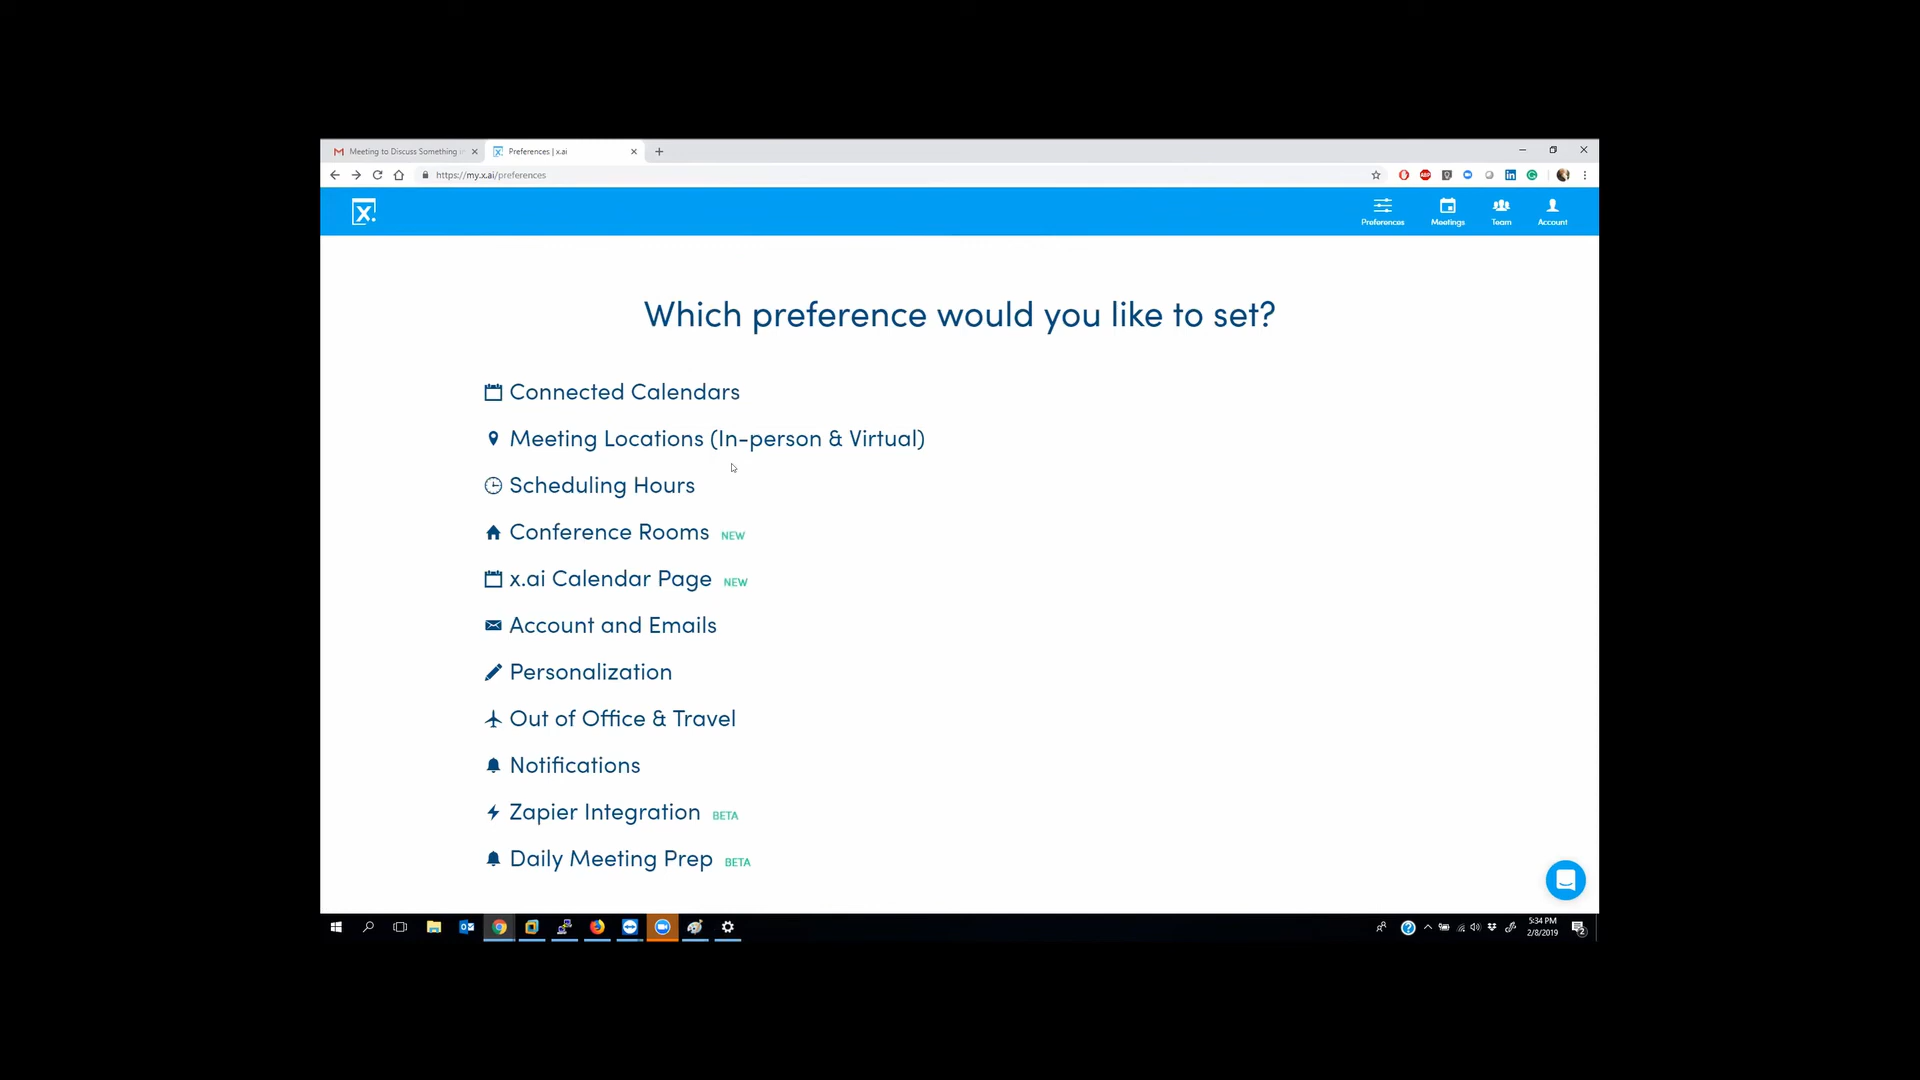 Meeting to Discuss Something
Preferences | x.ai
https://my.x.ai/preferences
ABP
in
X.
Preferences
Meetings
Team
Account
Which preference would you like to set?
Connected Calendars
Meeting Locations (In-person & Virtual)
Scheduling Hours
Conference Rooms NEW
x.ai Calendar Page NEW
Account and Emails
Personalization
Out of Office & Travel
Notifications
Zapier Integration BETA
Daily Meeting Prep BETA
5:34 PM
2/8/2019
2